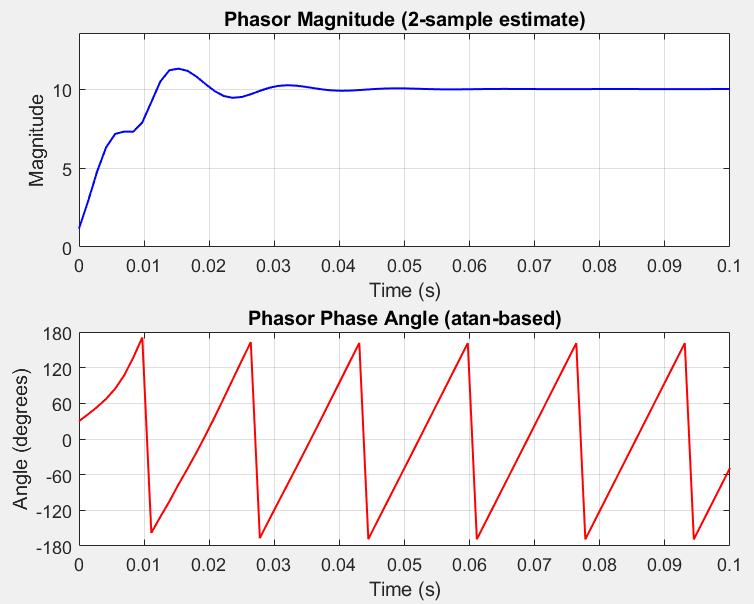 Phasor Magnitude (2-sample estimate)
Magnitude
10
5
0
0 0.01 0.02 0.03 0.04 0.05 0.06 0.07 0.08 0.09 0.1
Time (s)
Phasor Phase Angle (atan-based)
Angle (degrees)
180
120
60
0
-60
-120
-180
0 0.01 0.02 0.03 0.04 0.05 0.06 0.07 0.08 0.09 0.1
Time (s)